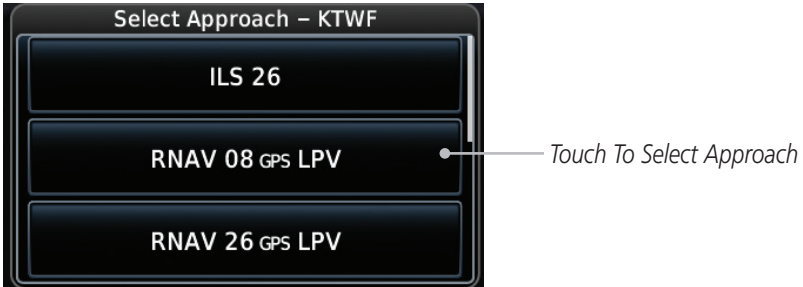 Select Approach – KTWF
ILS 26
RNAV 08 GPS LPV
Touch To Select Approach
RNAV 26 GPS LPV